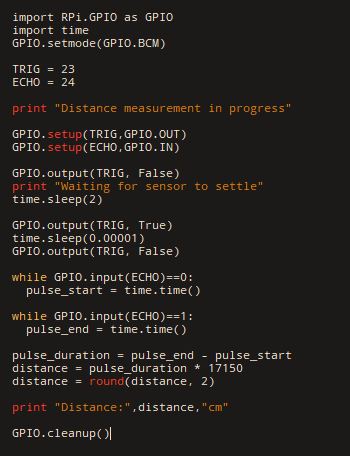 import RPi.GPIO as GPIO
import time
GPIO.setmode(GPIO.BCM)
TRIG = 23
ECHO = 24
print "Distance measurement in progress"
GPIO.setup(TRIG,GPIO.OUT)
GPIO.setup(ECHO,GPIO.IN)
GPIO.output(TRIG, False)
print "Waiting for sensor to settle"
time.sleep(2)
GPIO.output(TRIG, True)
time.sleep(0.00001)
GPIO.output(TRIG, False)
while GPIO.input(ECHO)==0:
  pulse_start = time.time()
while GPIO.input(ECHO)==1:
  pulse_end = time.time()
pulse_duration = pulse_end - pulse_start
distance = pulse_duration * 17150
distance = round(distance, 2)
print "Distance:",distance,"cm"
GPIO.cleanup()